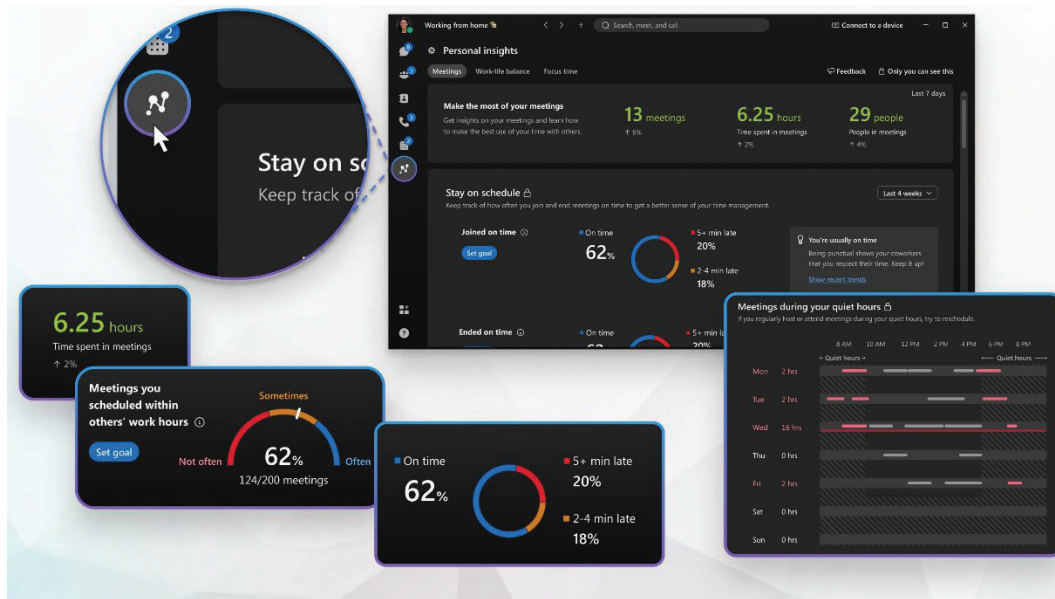 2
Stay on sc
Keep track of
Working from home
Search, meet, and call
Connect to a device
Personal insights
Meetings Work-life balance Focus time
Feedback Only you can see this
Last 7 days
Make the most of your meetings
Get insights on your meetings and learn how
to make the best use of your time with others.
13 meetings
↑ 6%
6.25 hours
Time spent in meetings
↑ 2%
29 people
People in meetings
↑ 4%
Stay on schedule
Keep track of how often you join and end meetings on time to get a better sense of your time management.
Last 4 weeks
Joined on time
Set goal
On time
62%
5+ min late
20%
2-4 min late
18%
You're usually on time
Being punctual shows your coworkers
that you respect their time. Keep it up!
Show recent trends
Ended on time
On time
5+ min la
6.25 hours
Time spent in meetings
↑ 2%
Meetings you
scheduled within
others' work hours
Set goal
Sometimes
Not often
Often
62%
124/200 meetings
On time
62%
5+ min late
20%
2-4 min late
18%
Meetings during your quiet hours
If you regularly host or attend meetings during your quiet hours, try to reschedule.
8 AM 10 AM 12 PM 2 PM 4 PM 6 PM 8 PM
Quiet hours Quiet hours
Mon 2 hrs
Tue 2 hrs
Wed 16 hrs
Thu 0 hrs
Fri 2 hrs
Sat 0 hrs
Sun 0 hrs